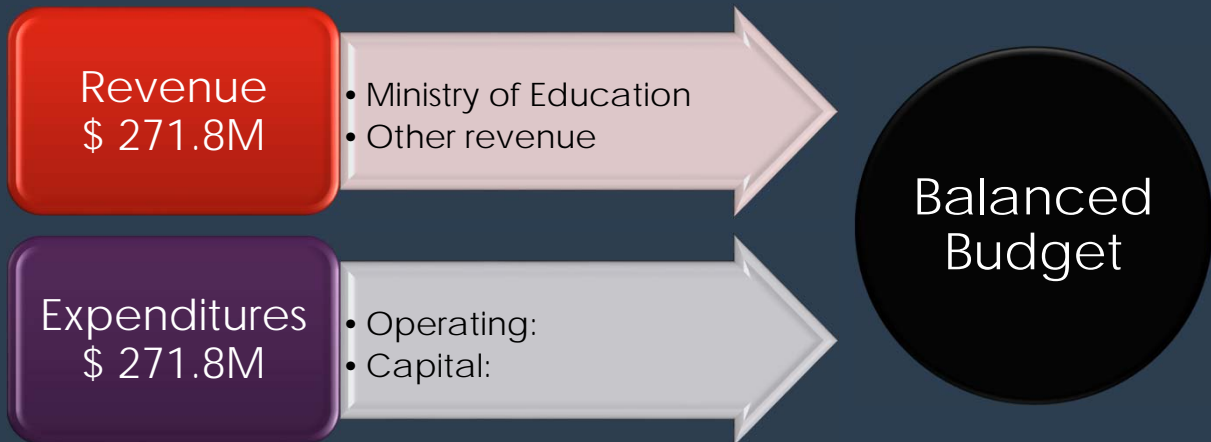 Revenue
$ 271.8M
• Ministry of Education
• Other revenue
Expenditures
$ 271.8M
• Operating:
• Capital:
Balanced
Budget